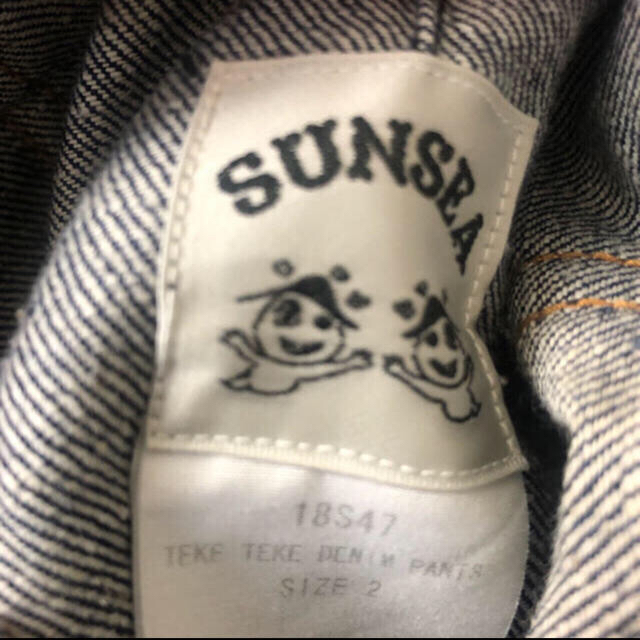 SUNSEA
18S47
TEKE TEKE DENIM PANTS
SIZE 2